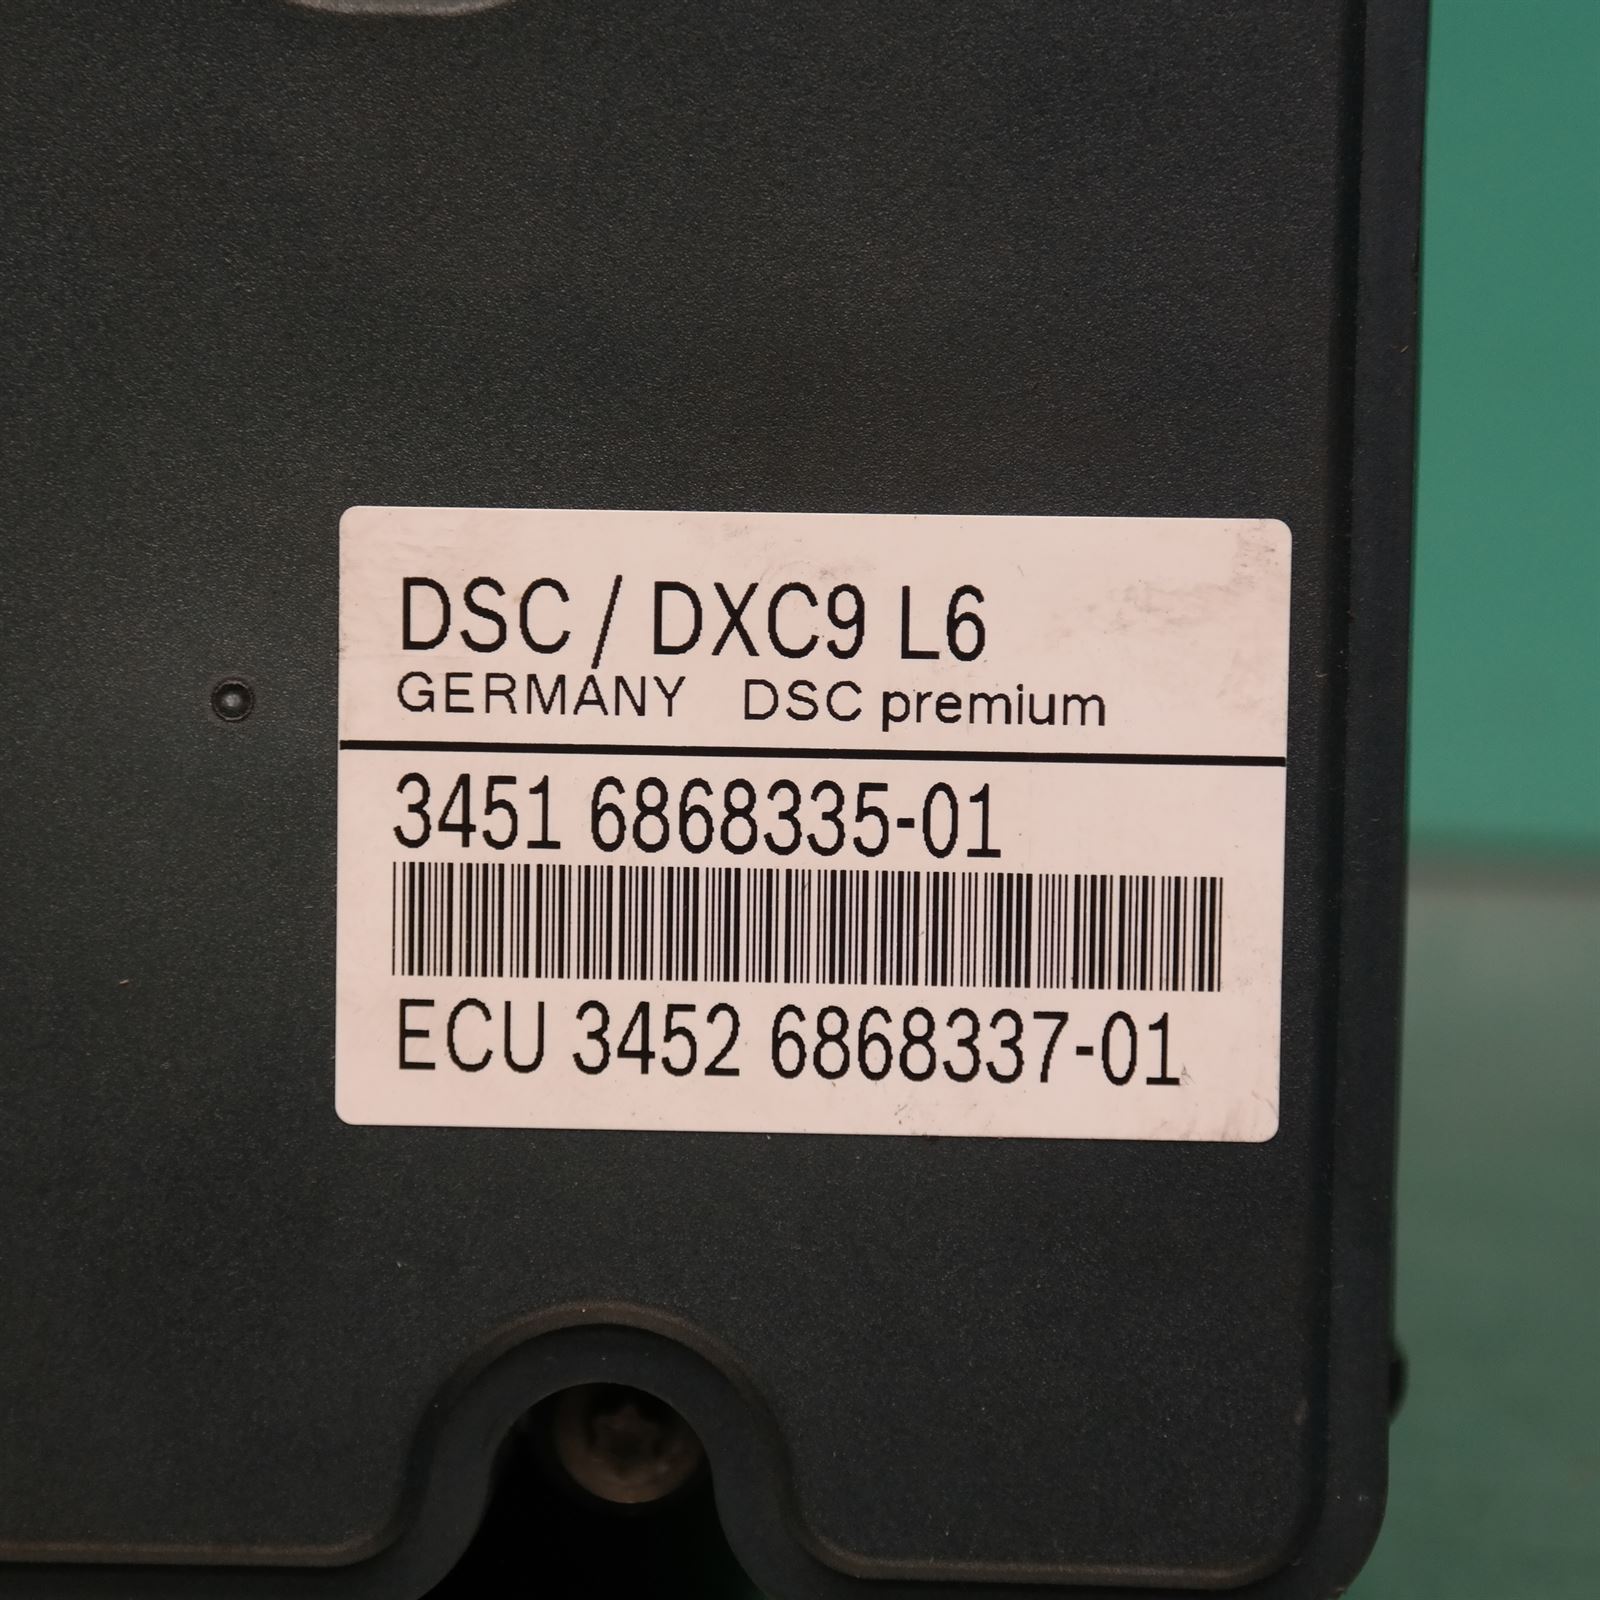 DSC / DXC9 L6
GERMANY DSC premium
3451 6868335-01
ECU 3452 6868337-01